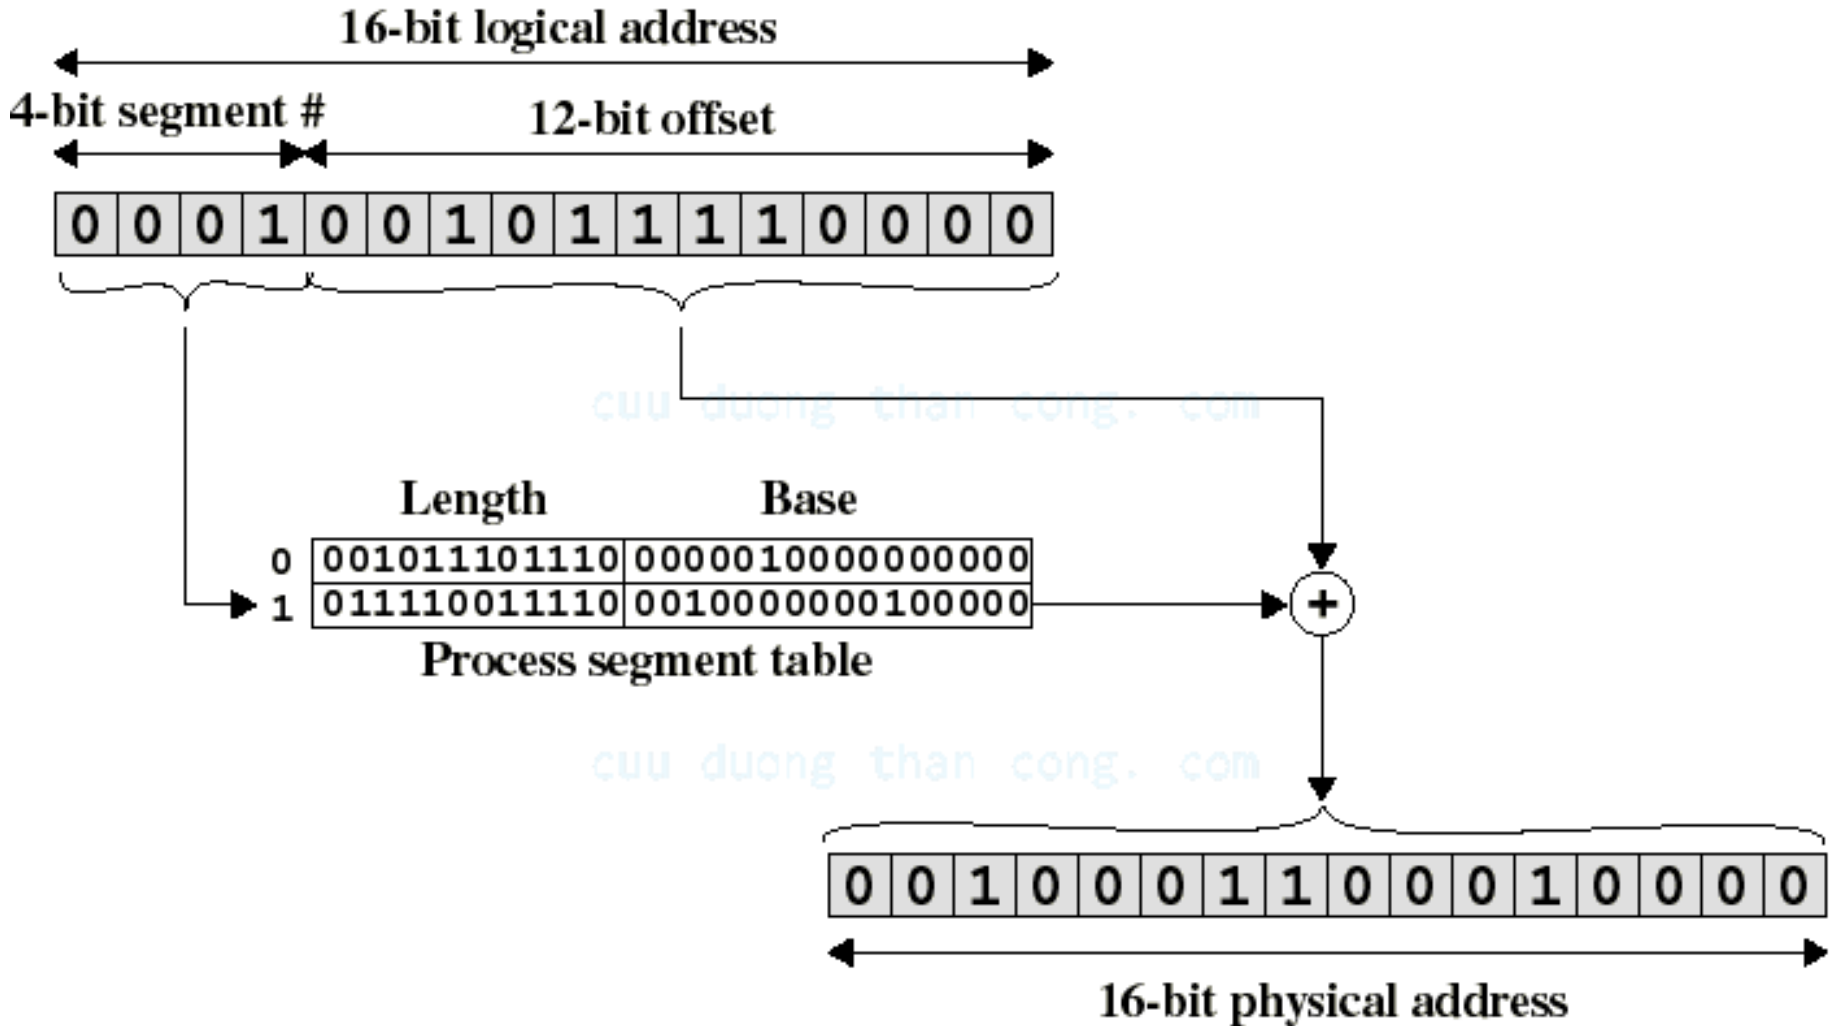 16-bit logical address
4-bit segment # 12-bit offset
0 0 0 1 0 0 1 0 1 1 1 1 0 0 0 0
cuu duong than cong. com
Length Base
0 001011101110 0000010000000000
1 011110011110 0010000000100000
+
Process segment table
cuu duong than cong. com
0 0 1 0 0 0 1 1 0 0 0 1 0 0 0 0
16-bit physical address